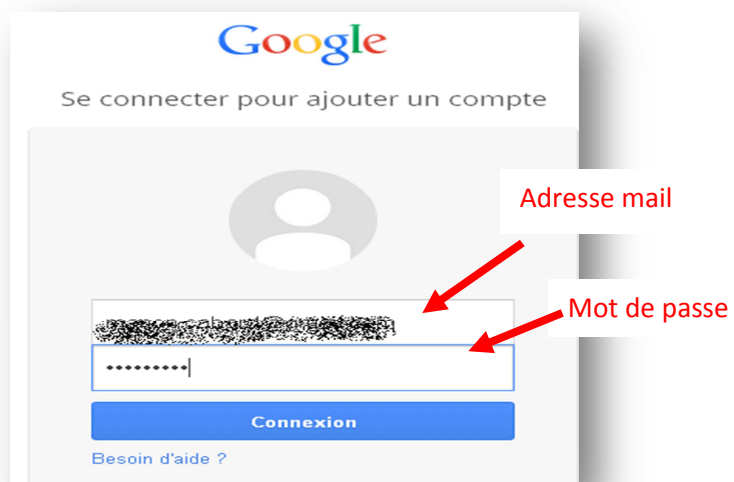 Google
Se connecter pour ajouter un compte
Adresse mail
Mot de passe
•••••••••
Connexion
Besoin d'aide ?